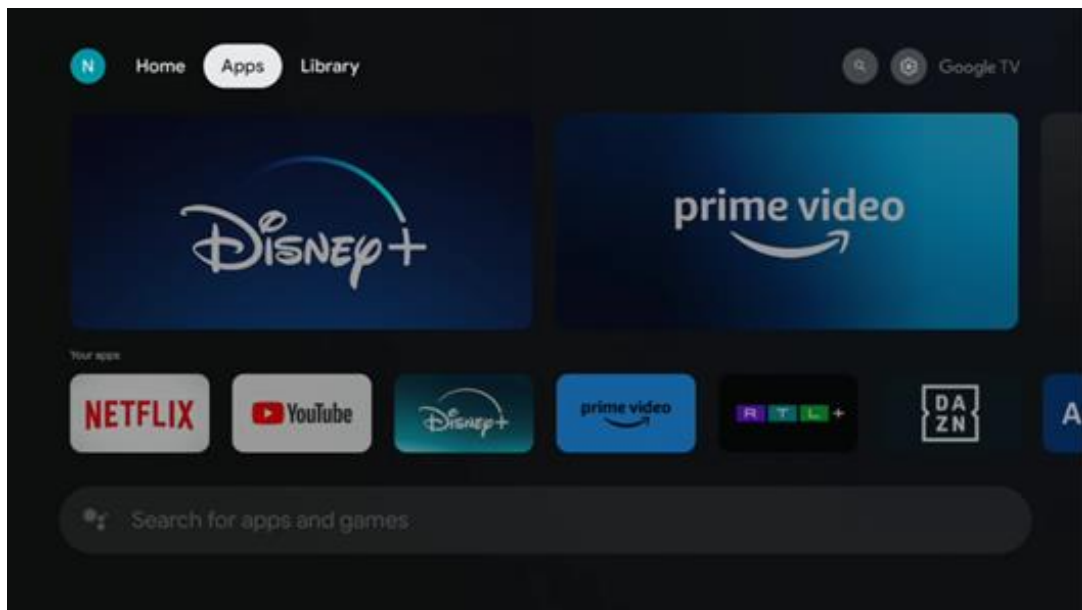 N Home Apps Library Google TV
Disney+ prime video
Your apps
NETFLIX YouTube Disney+ prime video RTL+ DAZN A
Search for apps and games